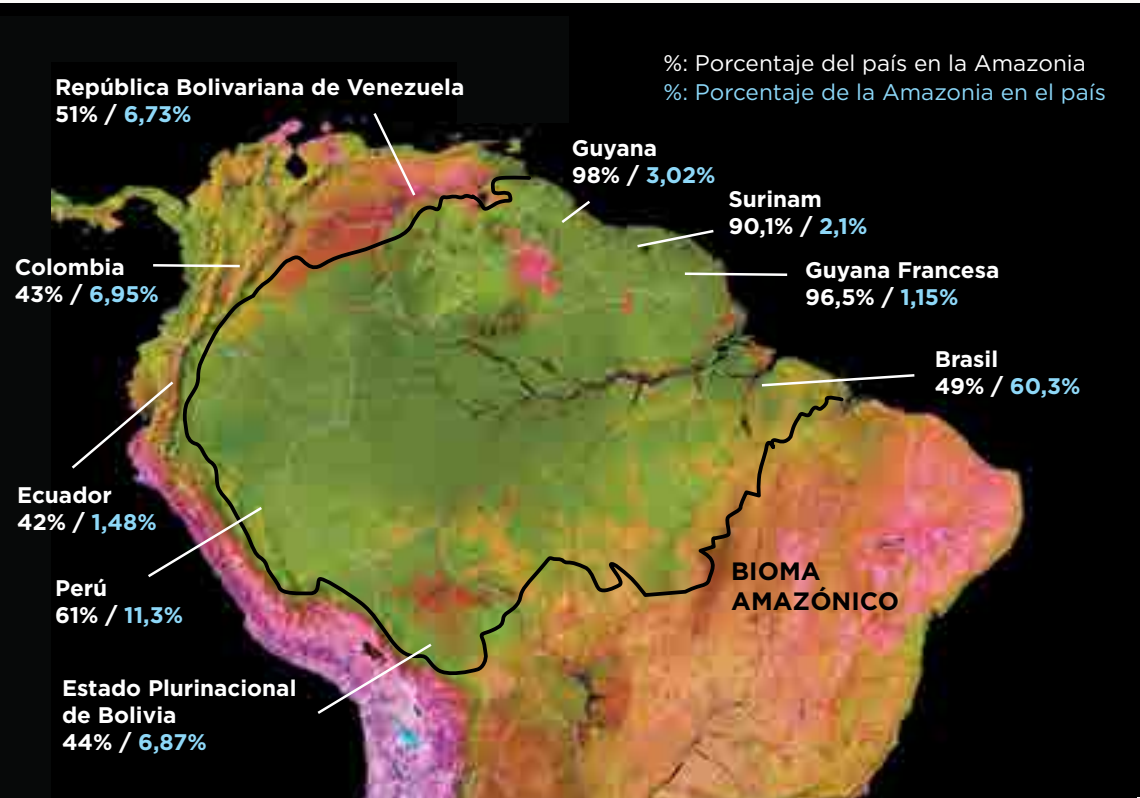 %: Porcentaje del país en la Amazonia
%: Porcentaje de la Amazonia en el país
República Bolivariana de Venezuela
51% / 6,73%
Guyana
98% / 3,02%
Surinam
90,1% / 2,1%
Guyana Francesa
96,5% / 1,15%
Colombia
43% / 6,95%
Brasil
49% / 60,3%
Ecuador
42% / 1,48%
Perú
61% / 11,3%
BIOMA
AMAZÓNICO
Estado Plurinacional
de Bolivia
44% / 6,87%